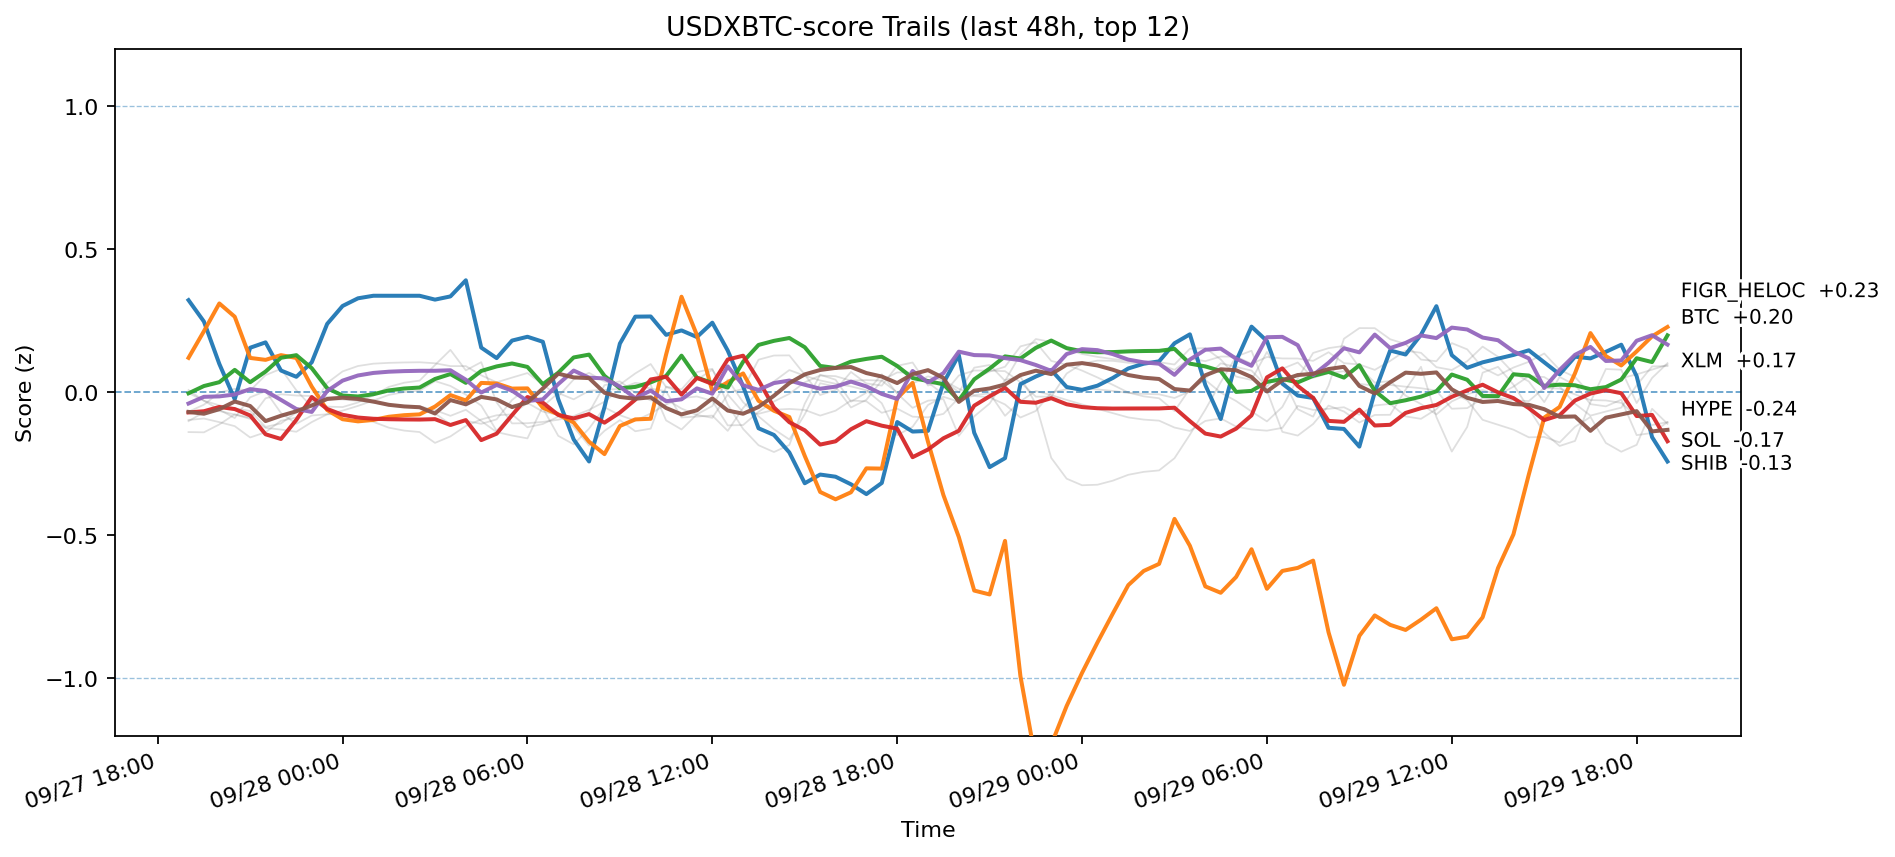 USDXBTC-score Trails (last 48h, top 12)
Score (z)
1.0
0.5
0.0
−0.5
−1.0
FIGR_HELOC +0.23
BTC +0.20
XLM +0.17
HYPE -0.24
SOL -0.17
SHIB -0.13
09/27 18:00
09/28 00:00
09/28 06:00
09/28 12:00
09/28 18:00
09/29 00:00
09/29 06:00
09/29 12:00
09/29 18:00
Time